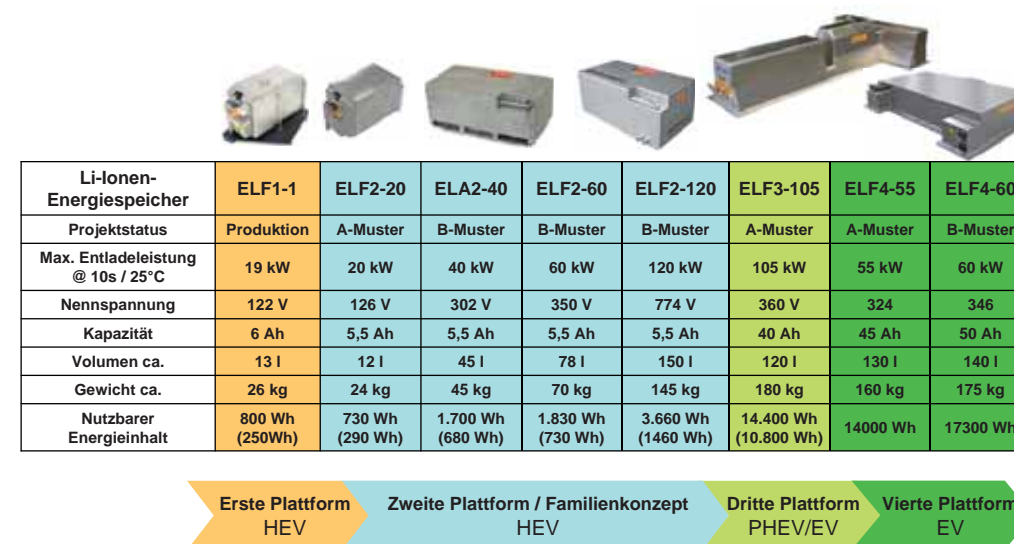 Li-Ionen-
Energiespeicher ELF1-1 ELF2-20 ELA2-40 ELF2-60 ELF2-120 ELF3-105 ELF4-55 ELF4-60
Projektstatus Produktion A-Muster B-Muster B-Muster B-Muster A-Muster A-Muster B-Muster
Max. Entladeleistung
@ 10s / 25°C 19 kW 20 kW 40 kW 60 kW 120 kW 105 kW 55 kW 60 kW
Nennspannung 122 V 126 V 302 V 350 V 774 V 360 V 324 346
Kapazität 6 Ah 5,5 Ah 5,5 Ah 5,5 Ah 5,5 Ah 40 Ah 45 Ah 50 Ah
Volumen ca. 13 l 12 l 45 l 78 l 150 l 120 l 130 l 140 l
Gewicht ca. 26 kg 24 kg 45 kg 70 kg 145 kg 180 kg 160 kg 175 kg
Nutzbarer 800 Wh 730 Wh 1.700 Wh 1.830 Wh 3.660 Wh 14.400 Wh 14000 Wh 17300 Wh
Energieinhalt (250Wh) (290 Wh) (680 Wh) (730 Wh) (1460 Wh) (10.800 Wh)
Erste Plattform Zweite Plattform / Familienkonzept Dritte Plattform Vierte Plattform
HEV HEV PHEV/EV EV